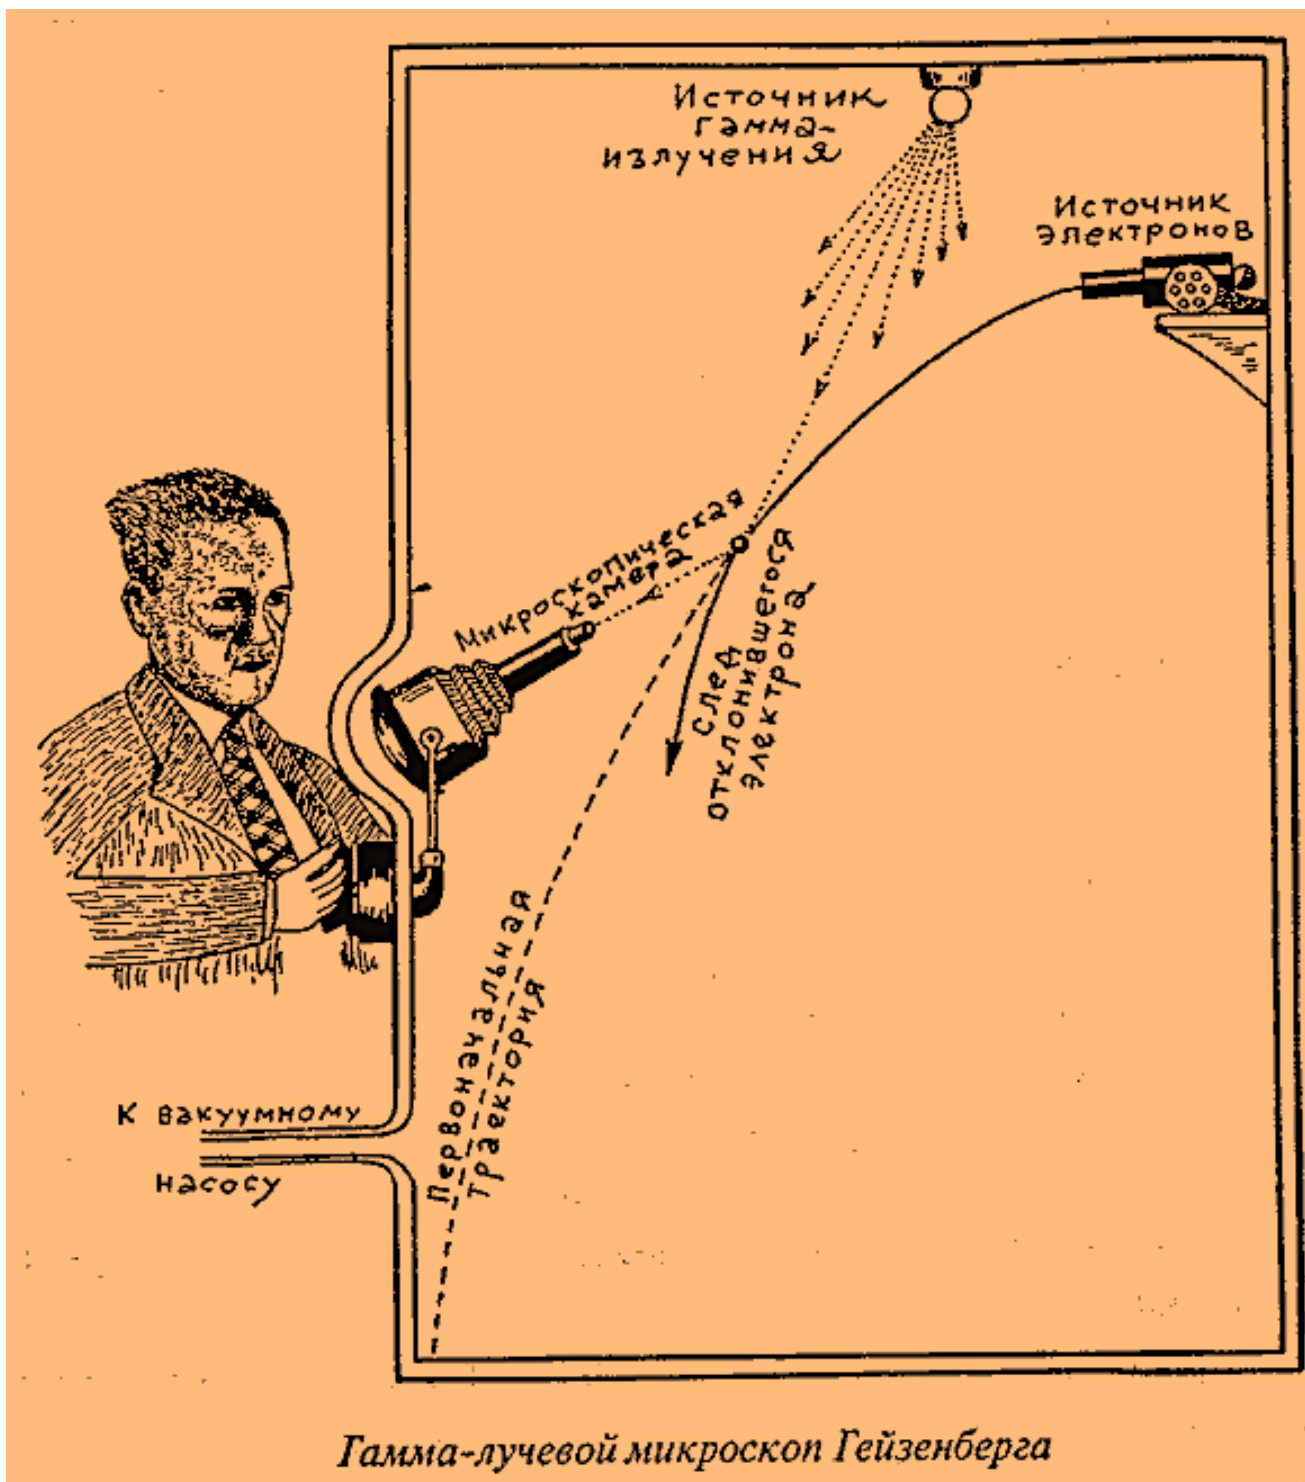 Источник
гамма-
излучения
Источник
электронов
Микроскопическая
камера
след
отклонившегося
электрона
Первоначальная
траектория
К вакуумному
насосу
Гамма-лучевой микроскоп Гейзенберга